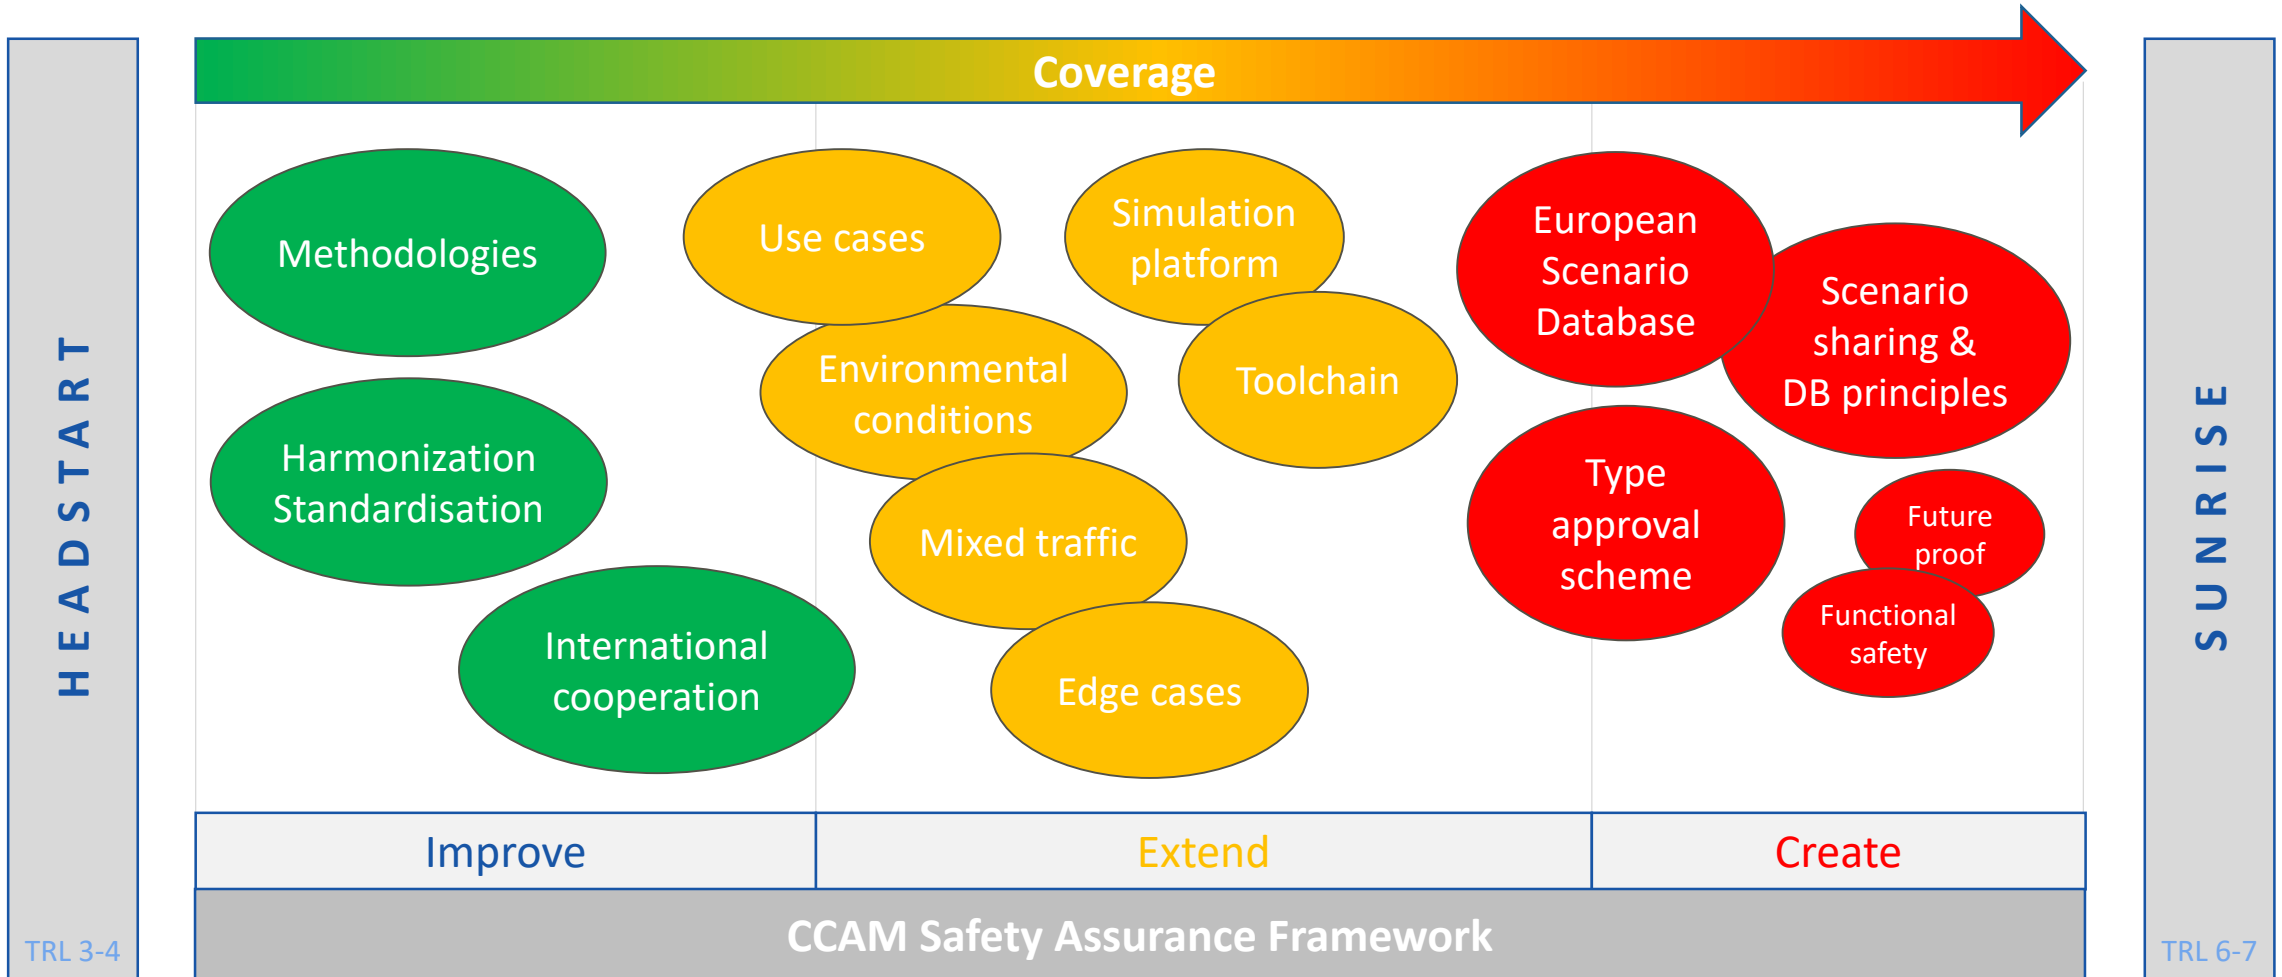 Coverage
HEADSTART
TRL 3-4
Methodologies
Harmonization
Standardisation
International
cooperation
Use cases
Environmental
conditions
Mixed traffic
Edge cases
Simulation
platform
Toolchain
European
Scenario
Database
Scenario
sharing &
DB principles
Type
approval
scheme
Future
proof
Functional
safety
Improve
Extend
Create
CCAM Safety Assurance Framework
SUNRISE
TRL 6-7